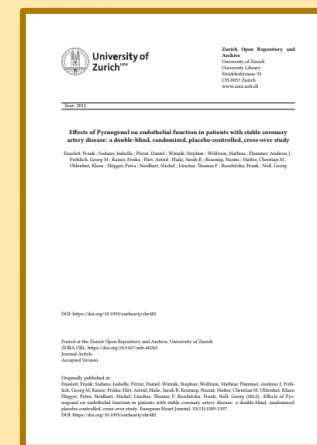 University of
Zurich UZH
Zurich Open Repository and
Archive
University of Zurich
University Library
Strickhofstrasse 39
CH-8057 Zurich
www.zora.uzh.ch
Year: 2012
Effects of Pycnogenol on endothelial function in patients with stable coronary
artery disease: a double-blind, randomized, placebo-controlled, cross-over study
Enseleit, Frank ; Sudano, Isabella ; Périat, Daniel ; Winnik, Stephan ; Wolfrum, Mathias ; Flammer, Andreas J ;
Fröhlich, Georg M ; Kaiser, Priska ; Hirt, Astrid ; Haile, Sarah R ; Krasniqi, Nazmi ; Matter, Christian M ;
Uhlenhut, Klaus ; Högger, Petra ; Neidhart, Michel ; Lüscher, Thomas F ; Ruschitzka, Frank ; Noll, Georg
DOI: https://doi.org/10.1093/eurheartj/ehr482
Posted at the Zurich Open Repository and Archive, University of Zurich
ZORA URL: https://doi.org/10.5167/uzh-60265
Journal Article
Accepted Version
Originally published at:
Enseleit, Frank; Sudano, Isabella; Périat, Daniel; Winnik, Stephan; Wolfrum, Mathias; Flammer, Andreas J; Fröh-
lich, Georg M; Kaiser, Priska; Hirt, Astrid; Haile, Sarah R; Krasniqi, Nazmi; Matter, Christian M; Uhlenhut, Klaus;
Högger, Petra; Neidhart, Michel; Lüscher, Thomas F; Ruschitzka, Frank; Noll, Georg (2012). Effects of Pyc-
nogenol on endothelial function in patients with stable coronary artery disease: a double-blind, randomized,
placebo-controlled, cross-over study. European Heart Journal, 33(13):1589-1597.
DOI: https://doi.org/10.1093/eurheartj/ehr482